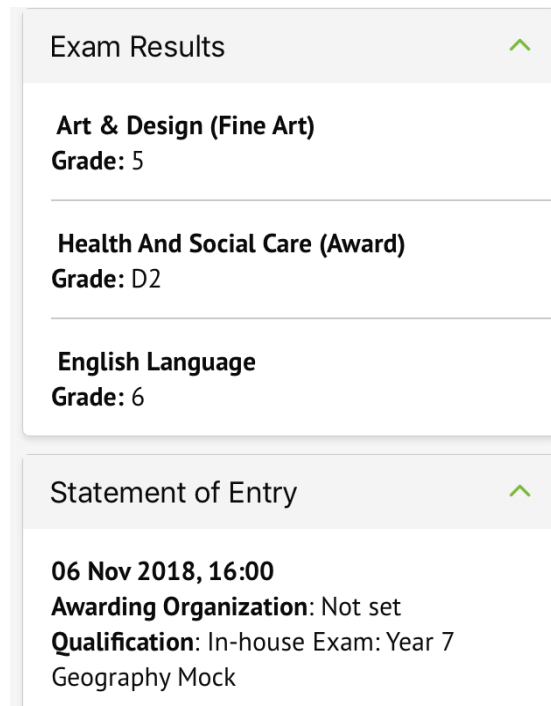 Exam Results
Art & Design (Fine Art)
Grade: 5
Health And Social Care (Award)
Grade: D2
English Language
Grade: 6
Statement of Entry
06 Nov 2018, 16:00
Awarding Organization: Not set
Qualification: In-house Exam: Year 7
Geography Mock